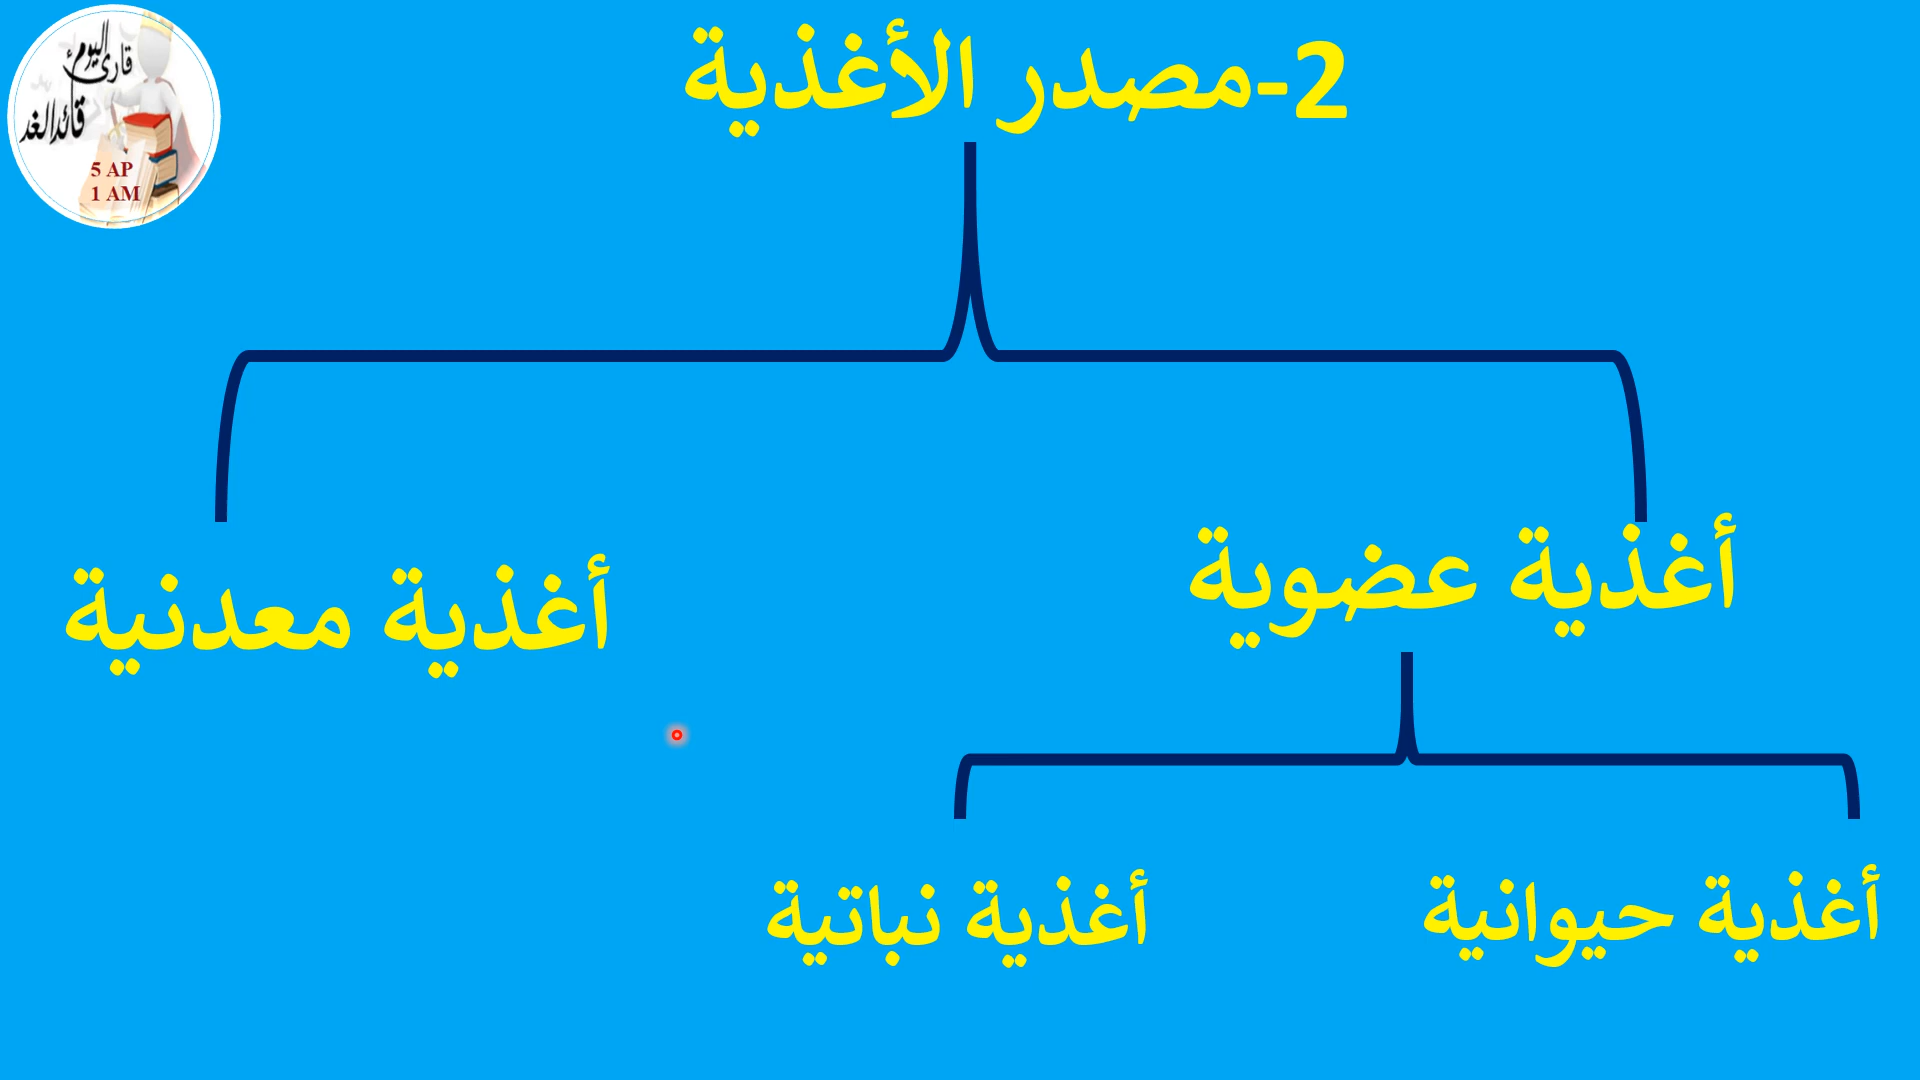 2-مصدر الأغذية
أغذية عضوية
أغذية معدنية
أغذية حيوانية
أغذية نباتية
قارئ اليوم
قائد الغد
5 AP
1 AM